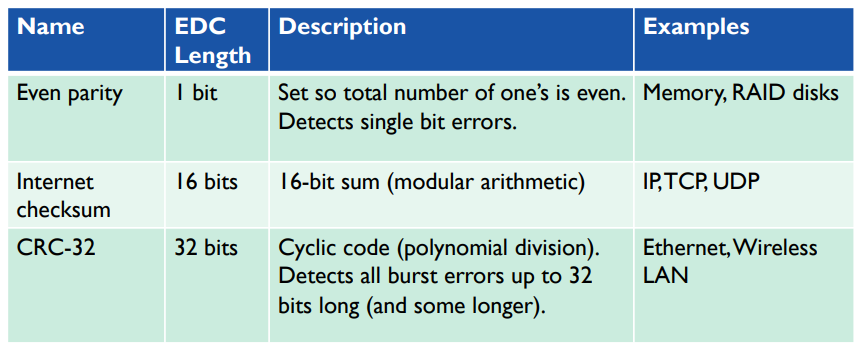 Name EDC Length Description Examples
Even parity 1 bit Set so total number of one's is even. Memory, RAID disks
Detects single bit errors.
Internet checksum 16 bits 16-bit sum (modular arithmetic) IP, TCP, UDP
CRC-32 32 bits Cyclic code (polynomial division). Ethernet, Wireless LAN
Detects all burst errors up to 32
bits long (and some longer).